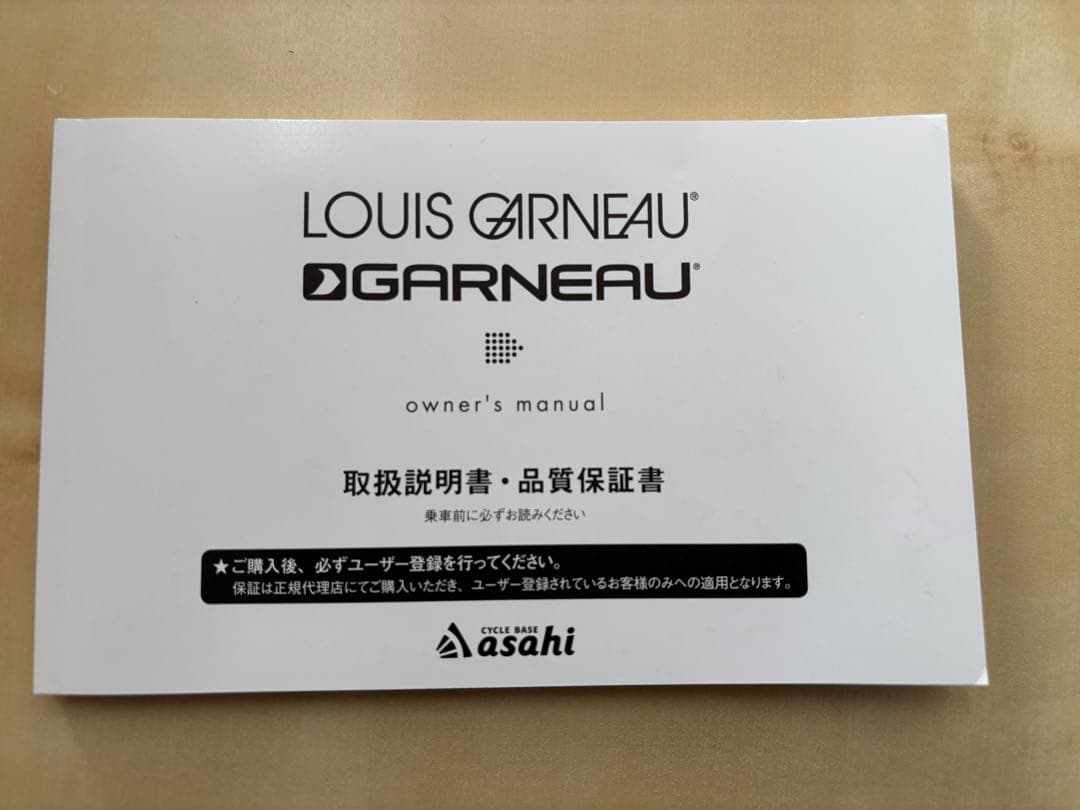 LOUIS GARNEAU®
GARNEAU®
owner's manual
取扱説明書・品質保証書
乗車前に必ずお読みください
★ご購入後、必ずユーザー登録を行ってください。
保証は正規代理店にてご購入いただき、ユーザー登録されているお客様のみへの適用となります。
CYCLE BASE
asahi